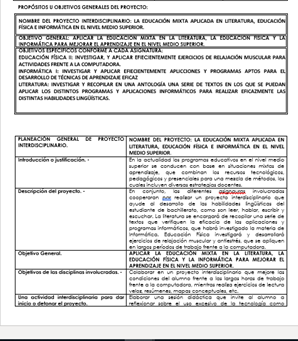 PROPÓSITOS U OBJETIVOS GENERALES DEL PROYECTO:
NOMBRE DEL PROYECTO INTERDISCIPLINARIO: LA EDUCACIÓN MIXTA APLICADA EN LITERATURA, EDUCACIÓN
FÍSICA E INFORMÁTICA EN EL NIVEL MEDIO SUPERIOR.
OBJETIVO GENERAL: APLICAR LA EDUCACIÓN MIXTA EN LA LITERATURA, LA EDUCACIÓN FÍSICA Y LA
INFORMÁTICA PARA MEJORAR EL APRENDIZAJE EN EL NIVEL MEDIO SUPERIOR.
OBJETIVOS ESPECÍFICOS CONFORME A CADA ASIGNATURA:
EDUCACIÓN FÍSICA II: INVESTIGAR, Y APLICAR EFICIENTEMENTE EJERCICIOS DE RELAJACIÓN MUSCULAR PARA
ACTIVIDADES FRENTE A LA COMPUTADORA.
INFORMÁTICA I: INVESTIGAR Y APLICAR EFICIENTEMENTE APLICACIONES Y PROGRAMAS APTOS PARA EL
DESARROLLO DE TÉCNICAS DE APRENDIZAJE EFICAZ
LITERATURA: INVESTIGAR Y RECOPILAR EN UNA ANTOLOGÍA UNA SERIE DE TEXTOS EN LOS QUE SE PUEDAN
APLICAR LOS DISTINTOS PROGRAMAS Y APLICACIONES INFORMÁTICOS PARA REALIZAR EFICAZMENTE LAS
DISTINTAS HABILIDADES LINGÜÍSTICAS.
PLANEACIÓN GENERAL DE PROYECTO
INTERDISCIPLINARIO.
NOMBRE DEL PROYECTO: LA EDUCACIÓN MIXTA APLICADA EN
LITERATURA, EDUCACIÓN FÍSICA E INFORMÁTICA EN EL NIVEL
MEDIO SUPERIOR.
Introducción o justificación. -
En la actualidad los programas educativos en el nivel medio
superior se conducen con base en situaciones mixtas de
aprendizaje, que combinan los recursos tecnológicos,
pedagógicos y presenciales para una mezcla de métodos, los
cuales incluyen diversas estrategias docentes.
Descripción del proyecto. -
En conjunto, las diferentes asignaturas involucradas
cooperan por realizar un proyecto interdisciplinario que
ayude al desarrollo de las habilidades lingüísticas del
estudiante de bachillerato, como son leer, hablar, escribir y
escuchar. La literatura se encargará de recopilar una serie de
textos que verifiquen la eficacia de las aplicaciones y
programas informáticos, que habrá investigado la materia de
Informática. Educación Física investigará y desarrollará
ejercicios de relajación muscular y antiestrés, que se apliquen
en largos periodos de trabajo frente a la computadora.
Objetivo General.
APLICAR LA EDUCACIÓN MIXTA EN LA LITERATURA, LA
EDUCACIÓN FÍSICA Y LA INFORMÁTICA PARA MEJORAR EL
APRENDIZAJE EN EL NIVEL MEDIO SUPERIOR.
Objetivos de las disciplinas involucradas. -
Colaborar en un proyecto interdisciplinario que mejore las
condiciones del alumno frente a las largas horas de trabajo
frente a la computadora, mientras realiza ejercicios de lectura
veloz, resúmenes, mapas conceptuales, etc.
Una actividad interdisciplinaria para dar
inicio o detonar el proyecto.
Elaborar una sesión didáctica que invite al alumno a
reflexionar sobre el uso excesivo de la tecnología como